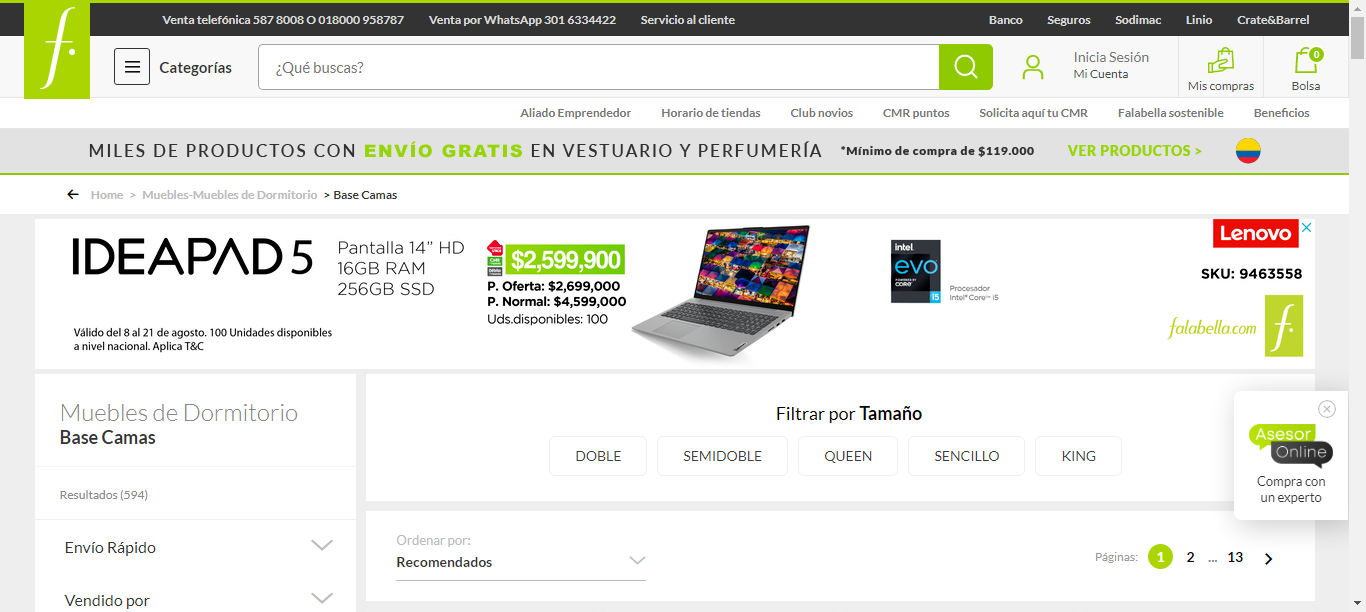 Venta telefónica 587 8008 O 018000 958787 Venta por WhatsApp 301 6334422 Servicio al cliente Banco Seguros Sodimac Linio Crate&Barrel
f.
Categorías ¿Qué buscas? Inicia Sesión
Mi Cuenta
Mis compras
0
Bolsa
Aliado Emprendedor Horario de tiendas Club novios CMR puntos Solicita aquí tu CMR Falabella sostenible Beneficios
MILES DE PRODUCTOS CON ENVÍO GRATIS EN VESTUARIO Y PERFUMERÍA *Mínimo de compra de $119.000 VER PRODUCTOS >
Home > Muebles-Muebles de Dormitorio > Base Camas
IDEAPAD 5
Pantalla 14” HD
16GB RAM
256GB SSD
Válido del 8 al 21 de agosto. 100 Unidades disponibles
a nivel nacional. Aplica T&C
$2,599,900
P. Oferta: $2,699,000
P. Normal: $4,599,000
Uds.disponibles: 100
intel
evo
CORE
i5
Procesador
Intel® Core™ i5
Lenovo
SKU: 9463558
falabella.com
f.
Muebles de Dormitorio
Base Camas
Resultados (594)
Envío Rápido
Vendido por
Filtrar por Tamaño
DOBLE SEMIDOBLE QUEEN SENCILLO KING
Ordenar por:
Recomendados
Páginas: 1 2 ... 13
Asesor
Online
Compra con
un experto